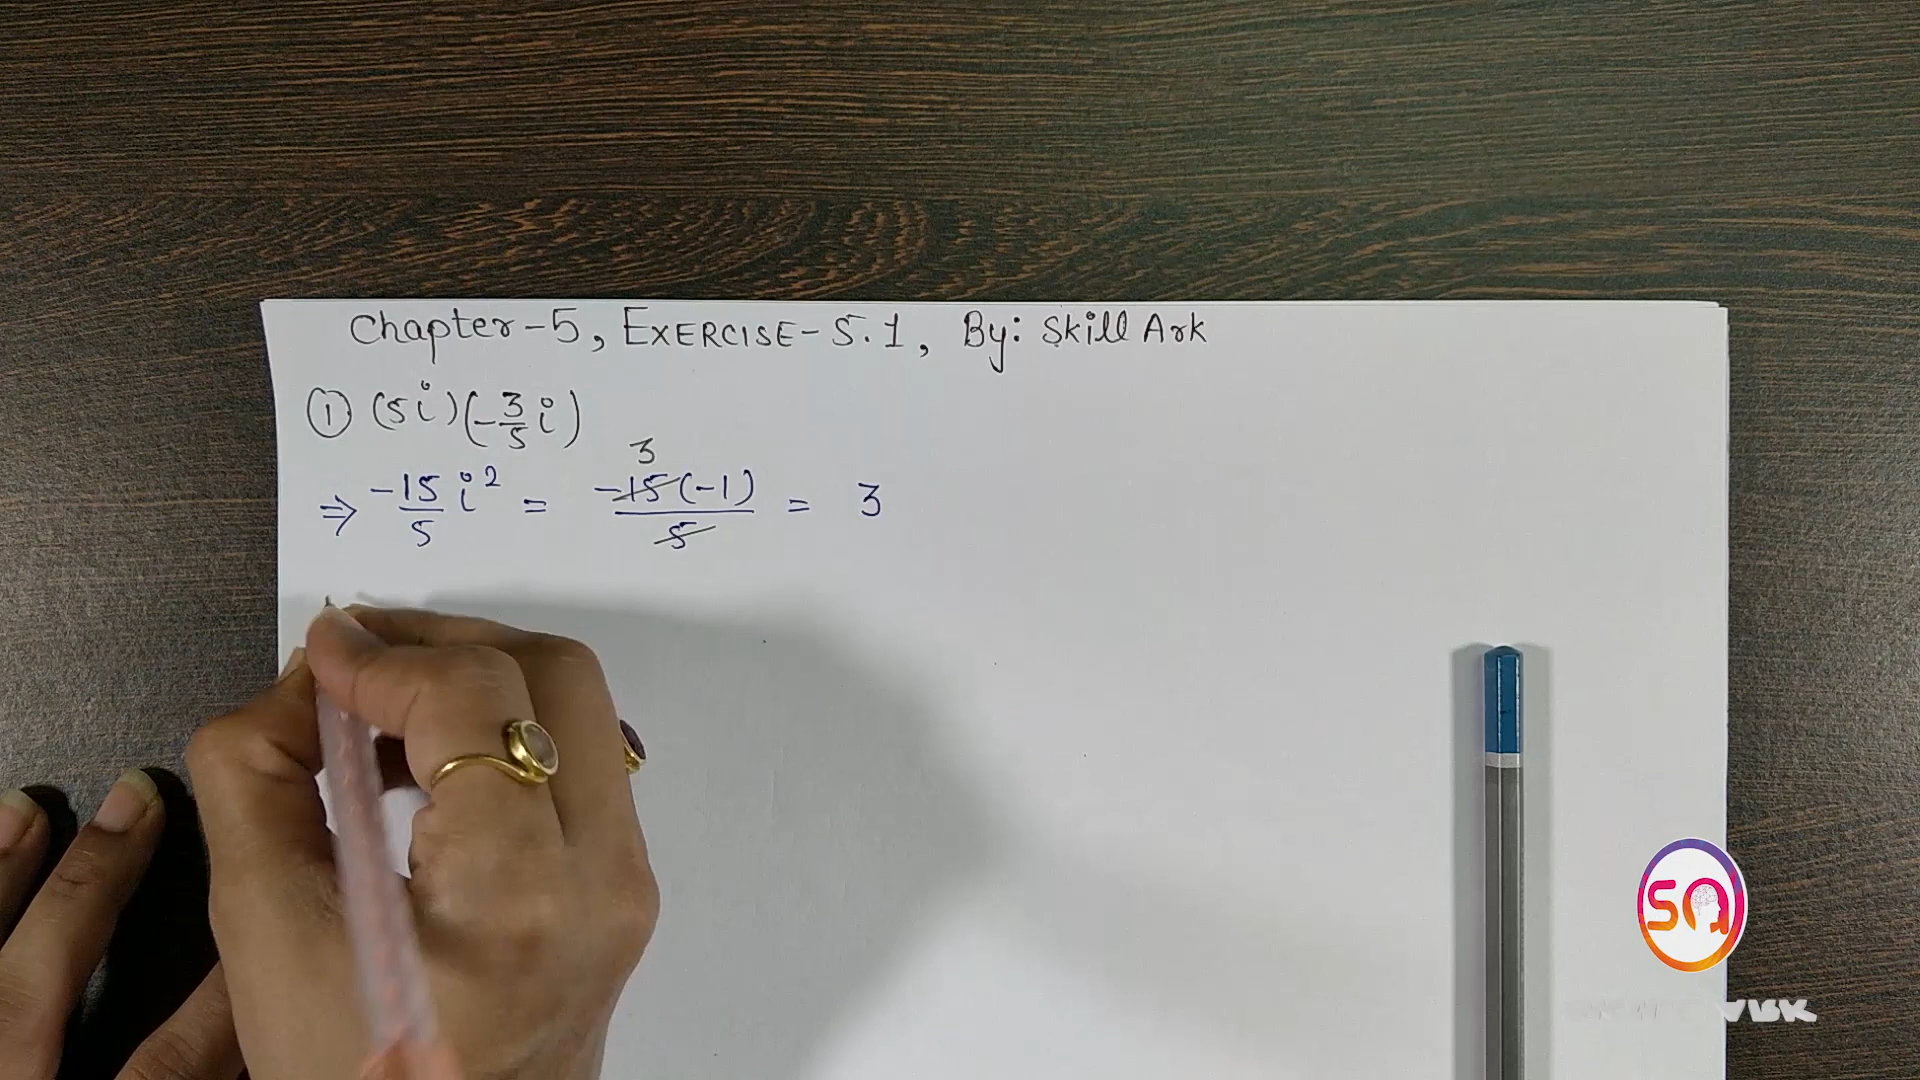 Chapter-5, EXERCISE-5.1, By: Skill Ark
① (5i)(-3/5 i)
⇒ -15/5 i² = -15(-1)/5 = 3
3
SA